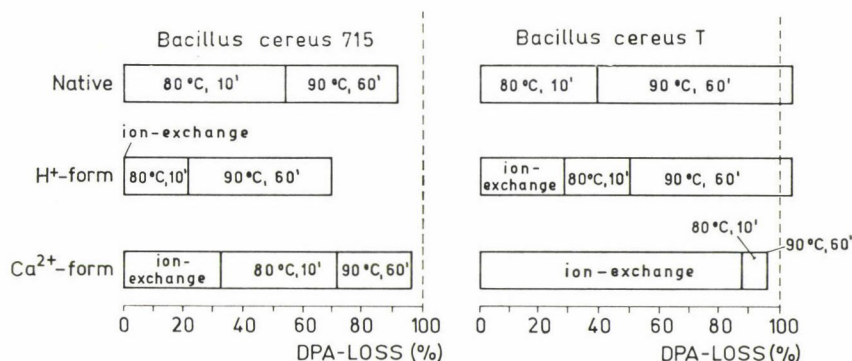 Bacillus cereus 715
Bacillus cereus T
Native
80°C, 10'
90°C, 60'
80°C, 10'
90°C, 60'
ion-exchange
H⁺-form
80°C, 10'
90°C, 60'
ion-
exchange
80°C, 10'
90°C, 60'
80°C, 10'
90°C, 60'
Ca²⁺-form
ion-
exchange
80°C, 10'
90°C, 60'
ion-exchange
0 20 40 60 80 100
DPA-LOSS (%)
0 20 40 60 80 100
DPA-LOSS (%)